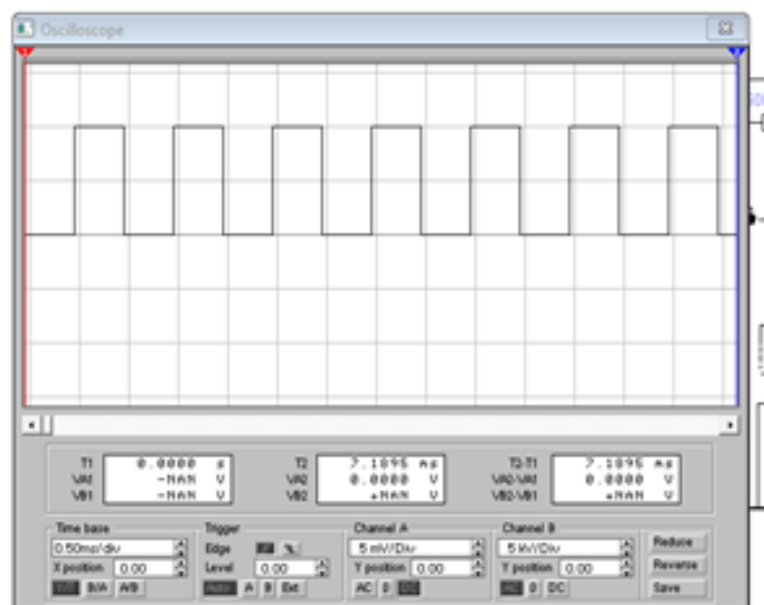 Oscilloscope
T1 0.0000 s T2 7.1895 ms T2-T1 7.1895 ms
VA1 -NAN V VA2 0.0000 V VA2-VA1 0.0000 V
VB1 -NAN V VB2 +NAN V VB2-VB1 +NAN V
Time base Trigger Channel A Channel B
0.50ms/div Edge 5 mV/Div 5 kV/Div Reduce
X position 0.00 Level 0.00 Y position 0.00 Y position 0.00 Reverse
Y/T B/A A/B Auto A B Ext AC 0 DC AC 0 DC Save